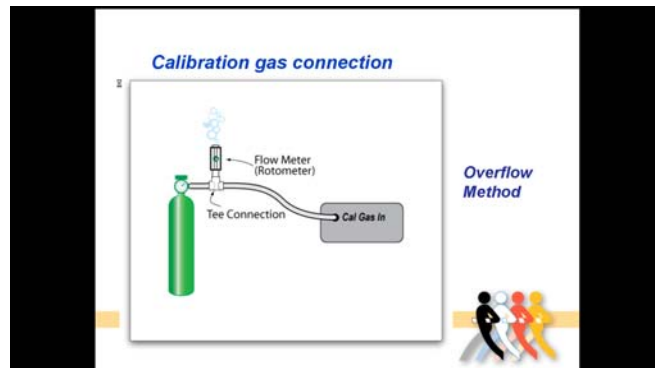 Calibration gas connection
Flow Meter
(Rotometer)
Tee Connection
Cal Gas In
Overflow
Method